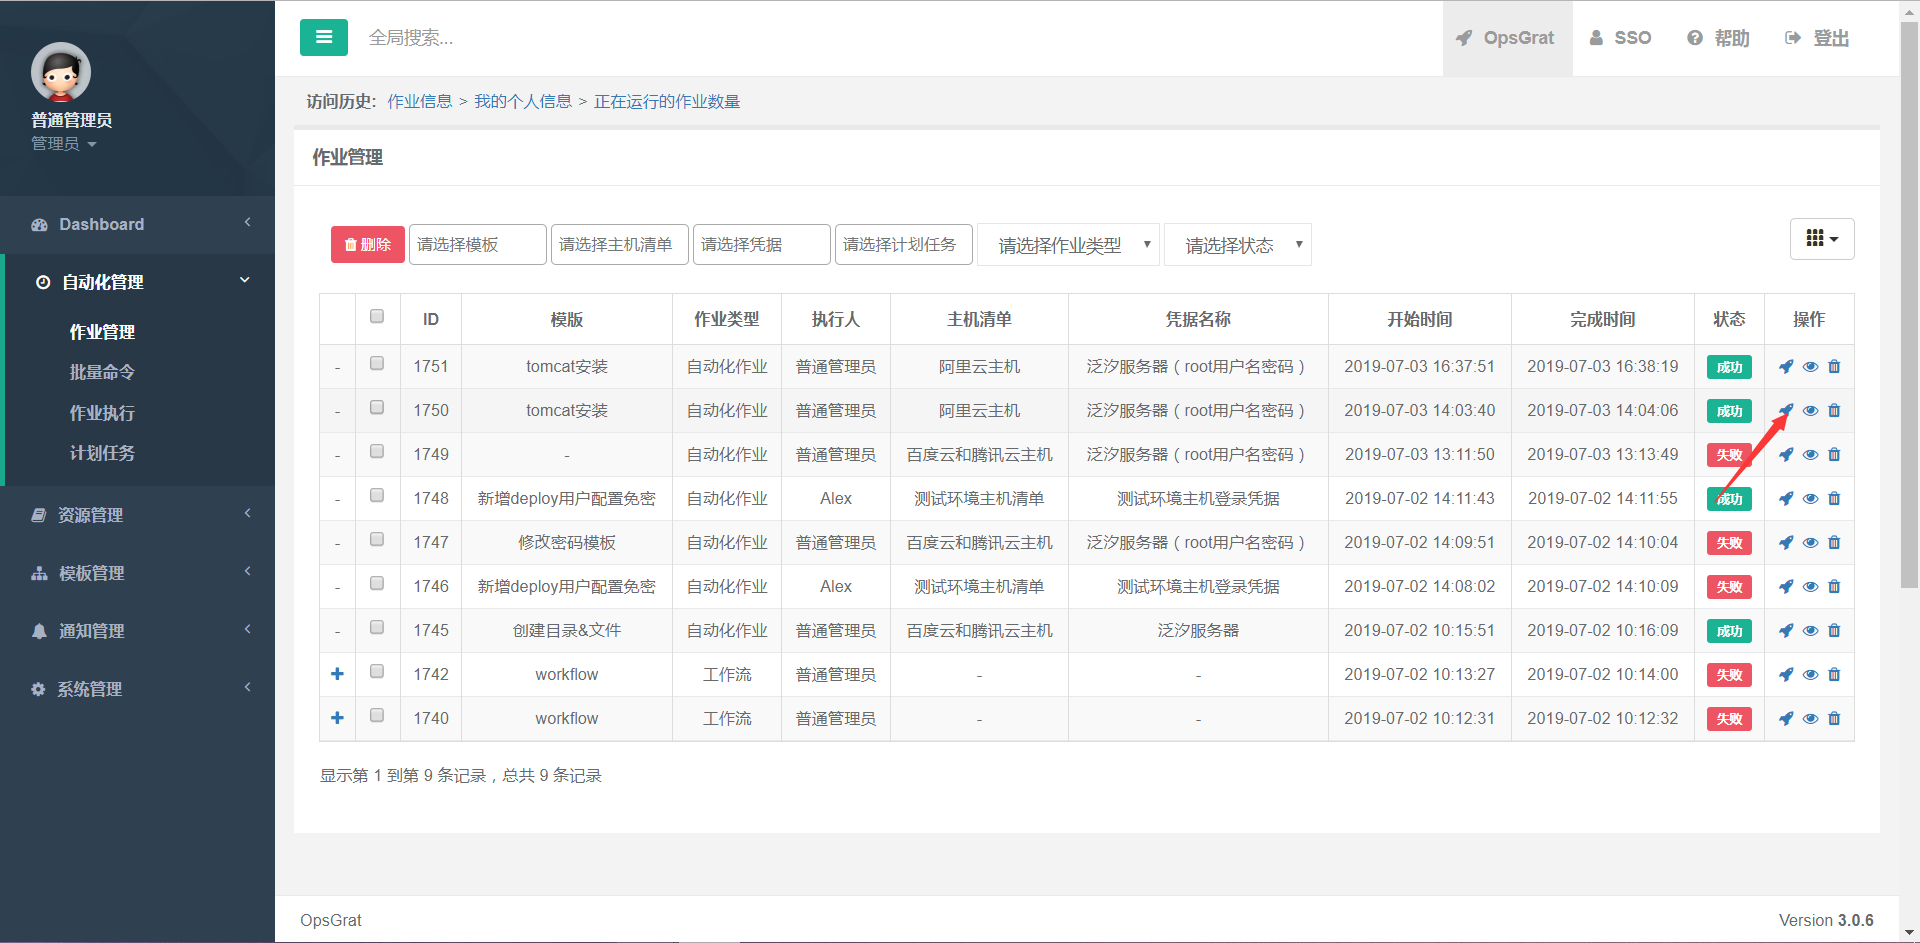 全局搜索...
OpsGrat
SSO
帮助
登出
普通管理员
管理员
Dashboard
自动化管理
作业管理
批量命令
作业执行
计划任务
资源管理
模板管理
通知管理
系统管理
访问历史: 作业信息 > 我的个人信息 > 正在运行的作业数量
作业管理
删除 请选择模板 请选择主机清单 请选择凭据 请选择计划任务 请选择作业类型 请选择状态
ID 模版 作业类型 执行人 主机清单 凭据名称 开始时间 完成时间 状态 操作
- 1751 tomcat安装 自动化作业 普通管理员 阿里云主机 泛汐服务器（root用户名密码） 2019-07-03 16:37:51 2019-07-03 16:38:19 成功
- 1750 tomcat安装 自动化作业 普通管理员 阿里云主机 泛汐服务器（root用户名密码） 2019-07-03 14:03:40 2019-07-03 14:04:06 成功
- 1749 - 自动化作业 普通管理员 百度云和腾讯云主机 泛汐服务器（root用户名密码） 2019-07-03 13:11:50 2019-07-03 13:13:49 失败
- 1748 新增deploy用户配置免密 自动化作业 Alex 测试环境主机清单 测试环境主机登录凭据 2019-07-02 14:11:43 2019-07-02 14:11:55 成功
- 1747 修改密码模板 自动化作业 普通管理员 百度云和腾讯云主机 泛汐服务器（root用户名密码） 2019-07-02 14:09:51 2019-07-02 14:10:04 失败
- 1746 新增deploy用户配置免密 自动化作业 Alex 测试环境主机清单 测试环境主机登录凭据 2019-07-02 14:08:02 2019-07-02 14:10:09 失败
- 1745 创建目录&文件 自动化作业 普通管理员 百度云和腾讯云主机 泛汐服务器 2019-07-02 10:15:51 2019-07-02 10:16:09 成功
1742 workflow 工作流 普通管理员 - - 2019-07-02 10:13:27 2019-07-02 10:14:00 失败
1740 workflow 工作流 普通管理员 - - 2019-07-02 10:12:31 2019-07-02 10:12:32 失败
显示第 1 到第 9 条记录，总共 9 条记录
OpsGrat
Version 3.0.6